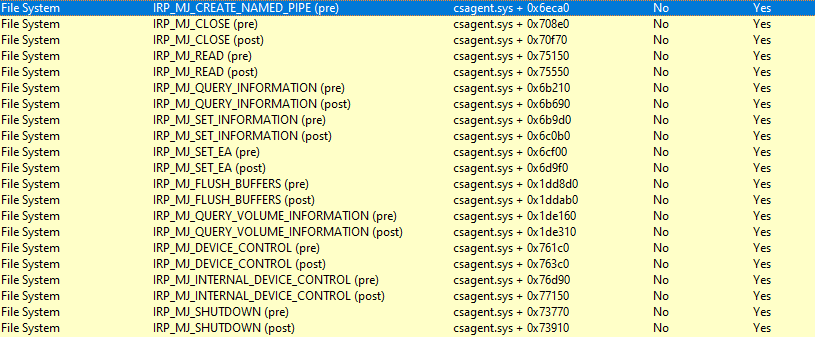 File System IRP_MJ_CREATE_NAMED_PIPE (pre) csagent.sys + 0x6eca0 No Yes
File System IRP_MJ_CLOSE (pre) csagent.sys + 0x708e0 No Yes
File System IRP_MJ_CLOSE (post) csagent.sys + 0x70f70 No Yes
File System IRP_MJ_READ (pre) csagent.sys + 0x75150 No Yes
File System IRP_MJ_READ (post) csagent.sys + 0x75550 No Yes
File System IRP_MJ_QUERY_INFORMATION (pre) csagent.sys + 0x6b210 No Yes
File System IRP_MJ_QUERY_INFORMATION (post) csagent.sys + 0x6b690 No Yes
File System IRP_MJ_SET_INFORMATION (pre) csagent.sys + 0x6b9d0 No Yes
File System IRP_MJ_SET_INFORMATION (post) csagent.sys + 0x6c0b0 No Yes
File System IRP_MJ_SET_EA (pre) csagent.sys + 0x6cf00 No Yes
File System IRP_MJ_SET_EA (post) csagent.sys + 0x6d9f0 No Yes
File System IRP_MJ_FLUSH_BUFFERS (pre) csagent.sys + 0x1dd8d0 No Yes
File System IRP_MJ_FLUSH_BUFFERS (post) csagent.sys + 0x1ddab0 No Yes
File System IRP_MJ_QUERY_VOLUME_INFORMATION (pre) csagent.sys + 0x1de160 No Yes
File System IRP_MJ_QUERY_VOLUME_INFORMATION (post) csagent.sys + 0x1de310 No Yes
File System IRP_MJ_DEVICE_CONTROL (pre) csagent.sys + 0x761c0 No Yes
File System IRP_MJ_DEVICE_CONTROL (post) csagent.sys + 0x763c0 No Yes
File System IRP_MJ_INTERNAL_DEVICE_CONTROL (pre) csagent.sys + 0x76d90 No Yes
File System IRP_MJ_INTERNAL_DEVICE_CONTROL (post) csagent.sys + 0x77150 No Yes
File System IRP_MJ_SHUTDOWN (pre) csagent.sys + 0x73770 No Yes
File System IRP_MJ_SHUTDOWN (post) csagent.sys + 0x73910 No Yes